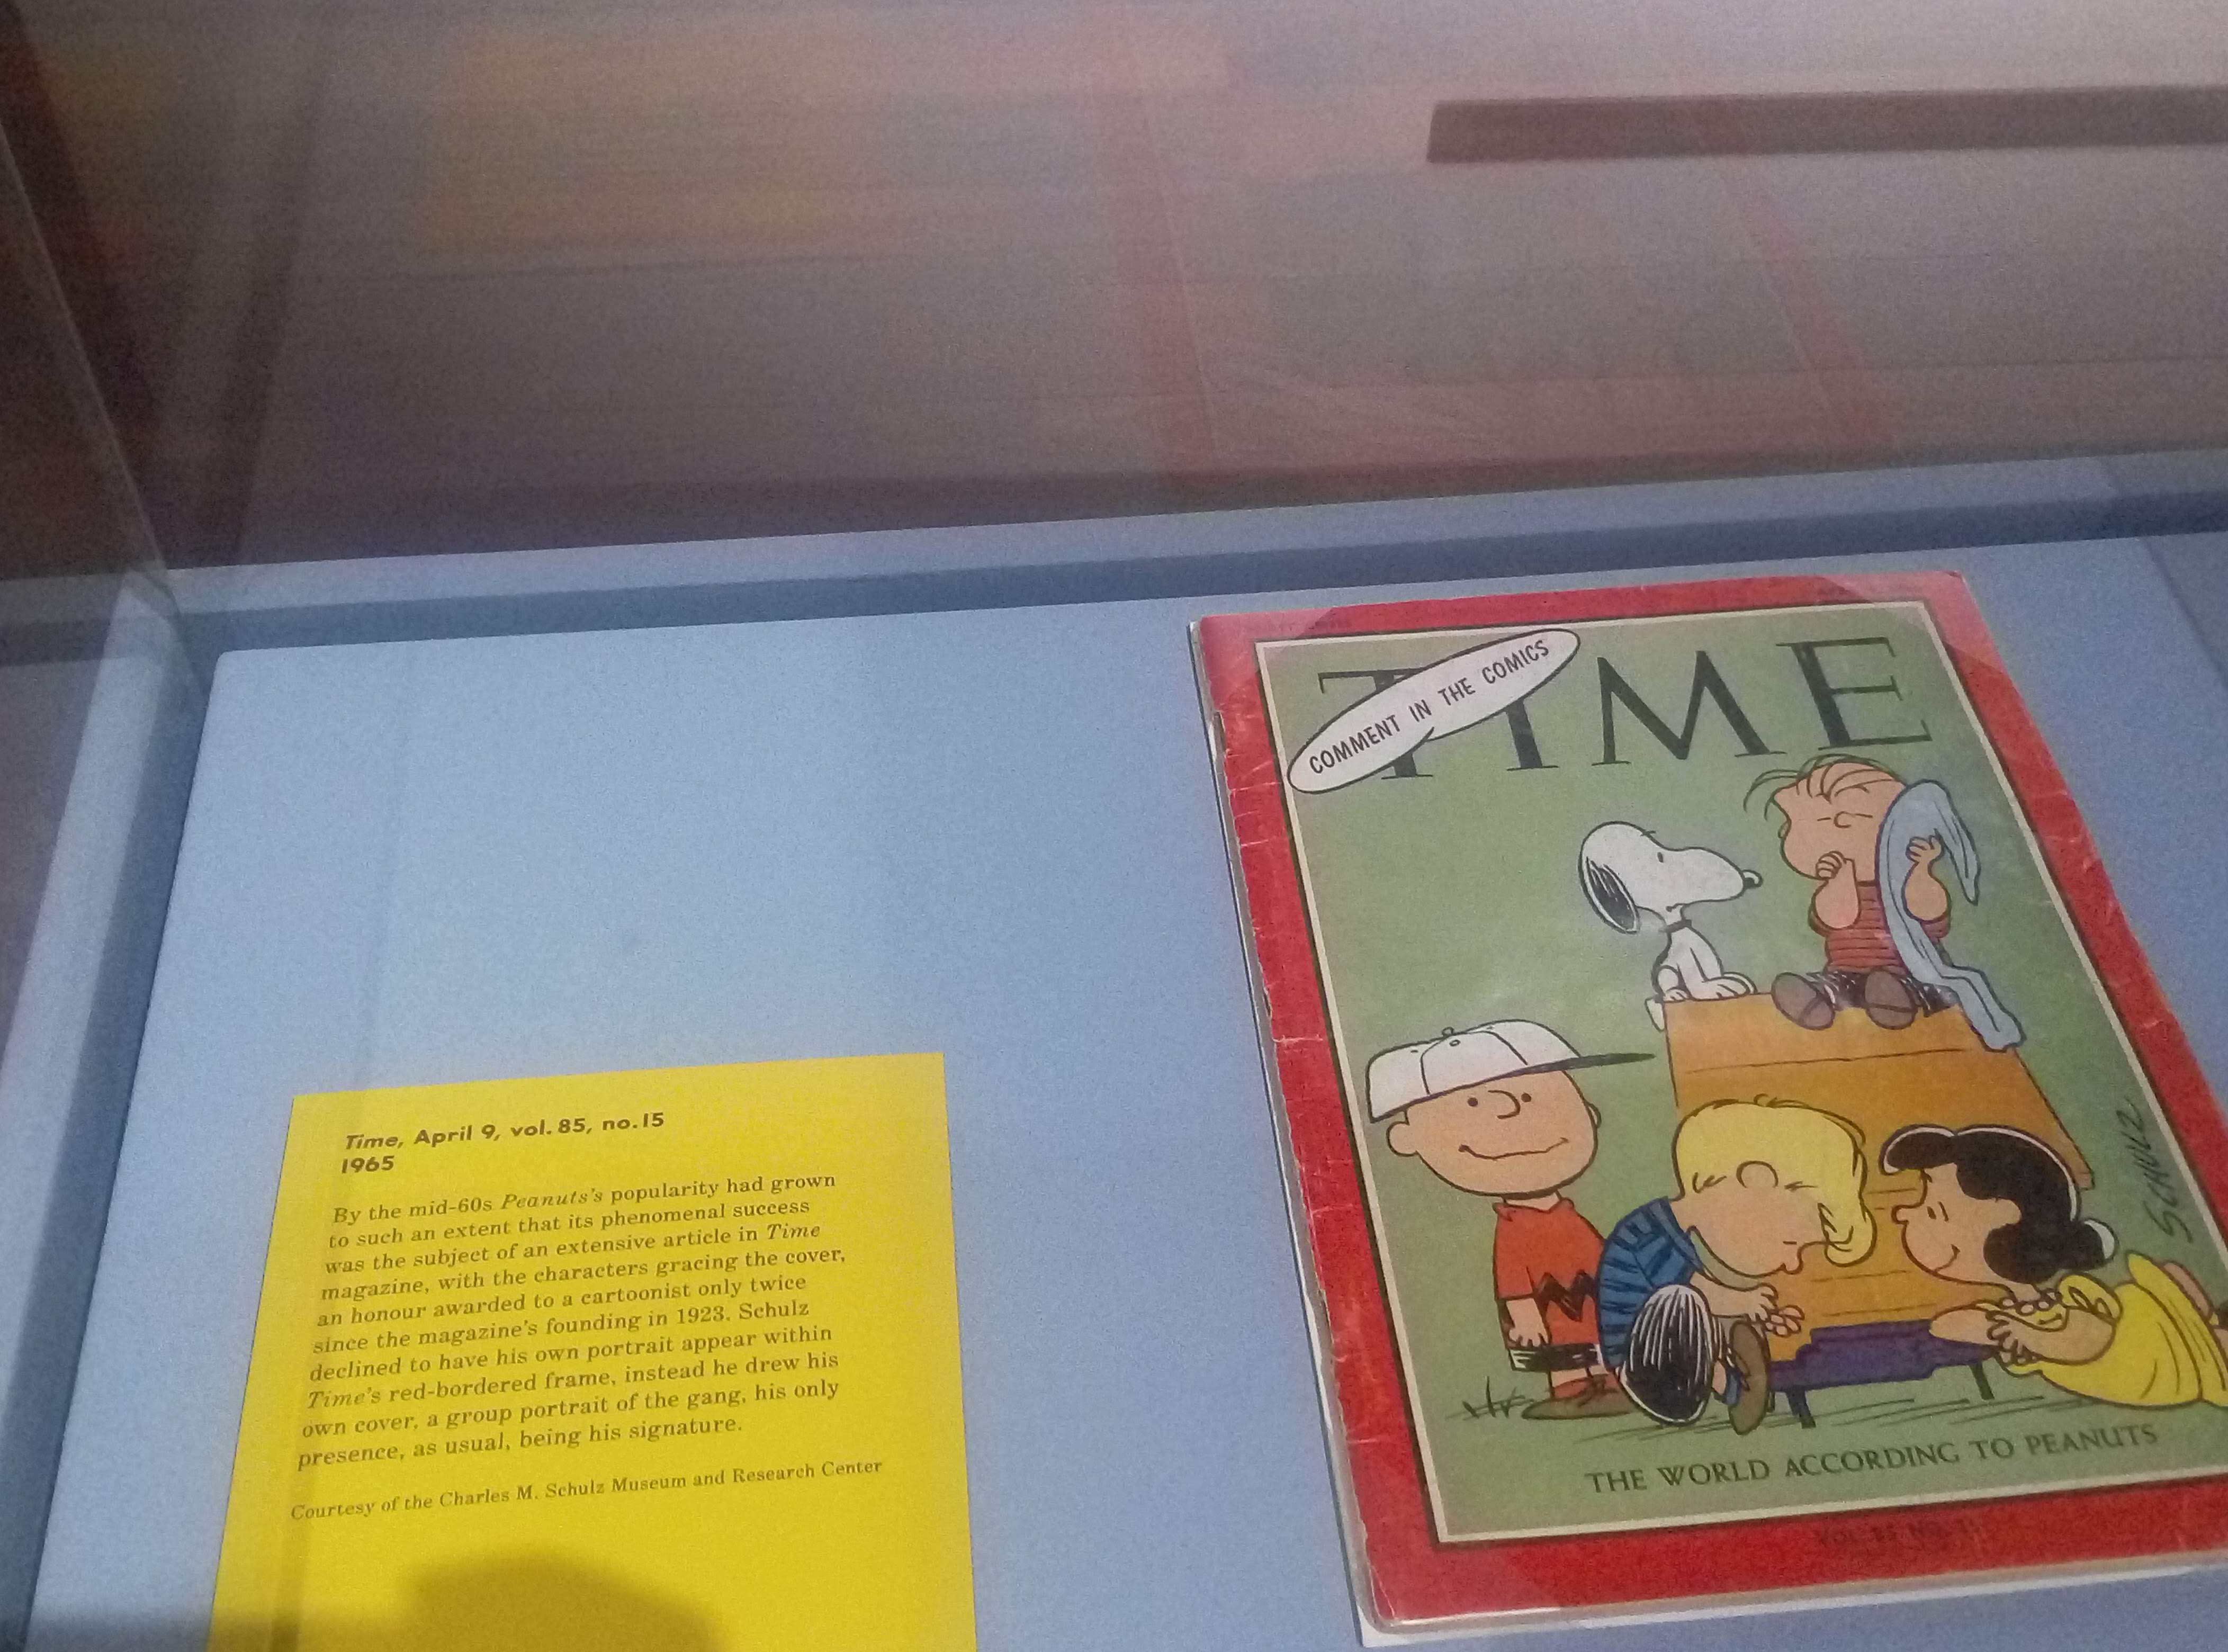 Time, April 9, vol. 85, no.15
1965
By the mid-60s Peanuts's popularity had grown
to such an extent that its phenomenal success
was the subject of an extensive article in Time
magazine, with the characters gracing the cover,
an honour awarded to a cartoonist only twice
since the magazine's founding in 1923. Schulz
declined to have his own portrait appear within
Time's red-bordered frame, instead he drew his
own cover, a group portrait of the gang, his only
presence, as usual, being his signature.
Courtesy of the Charles M. Schulz Museum and Research Center
COMMENT IN THE COMICS
TIME
SCHULZ
THE WORLD ACCORDING TO PEANUTS
VOL. 85 NO.